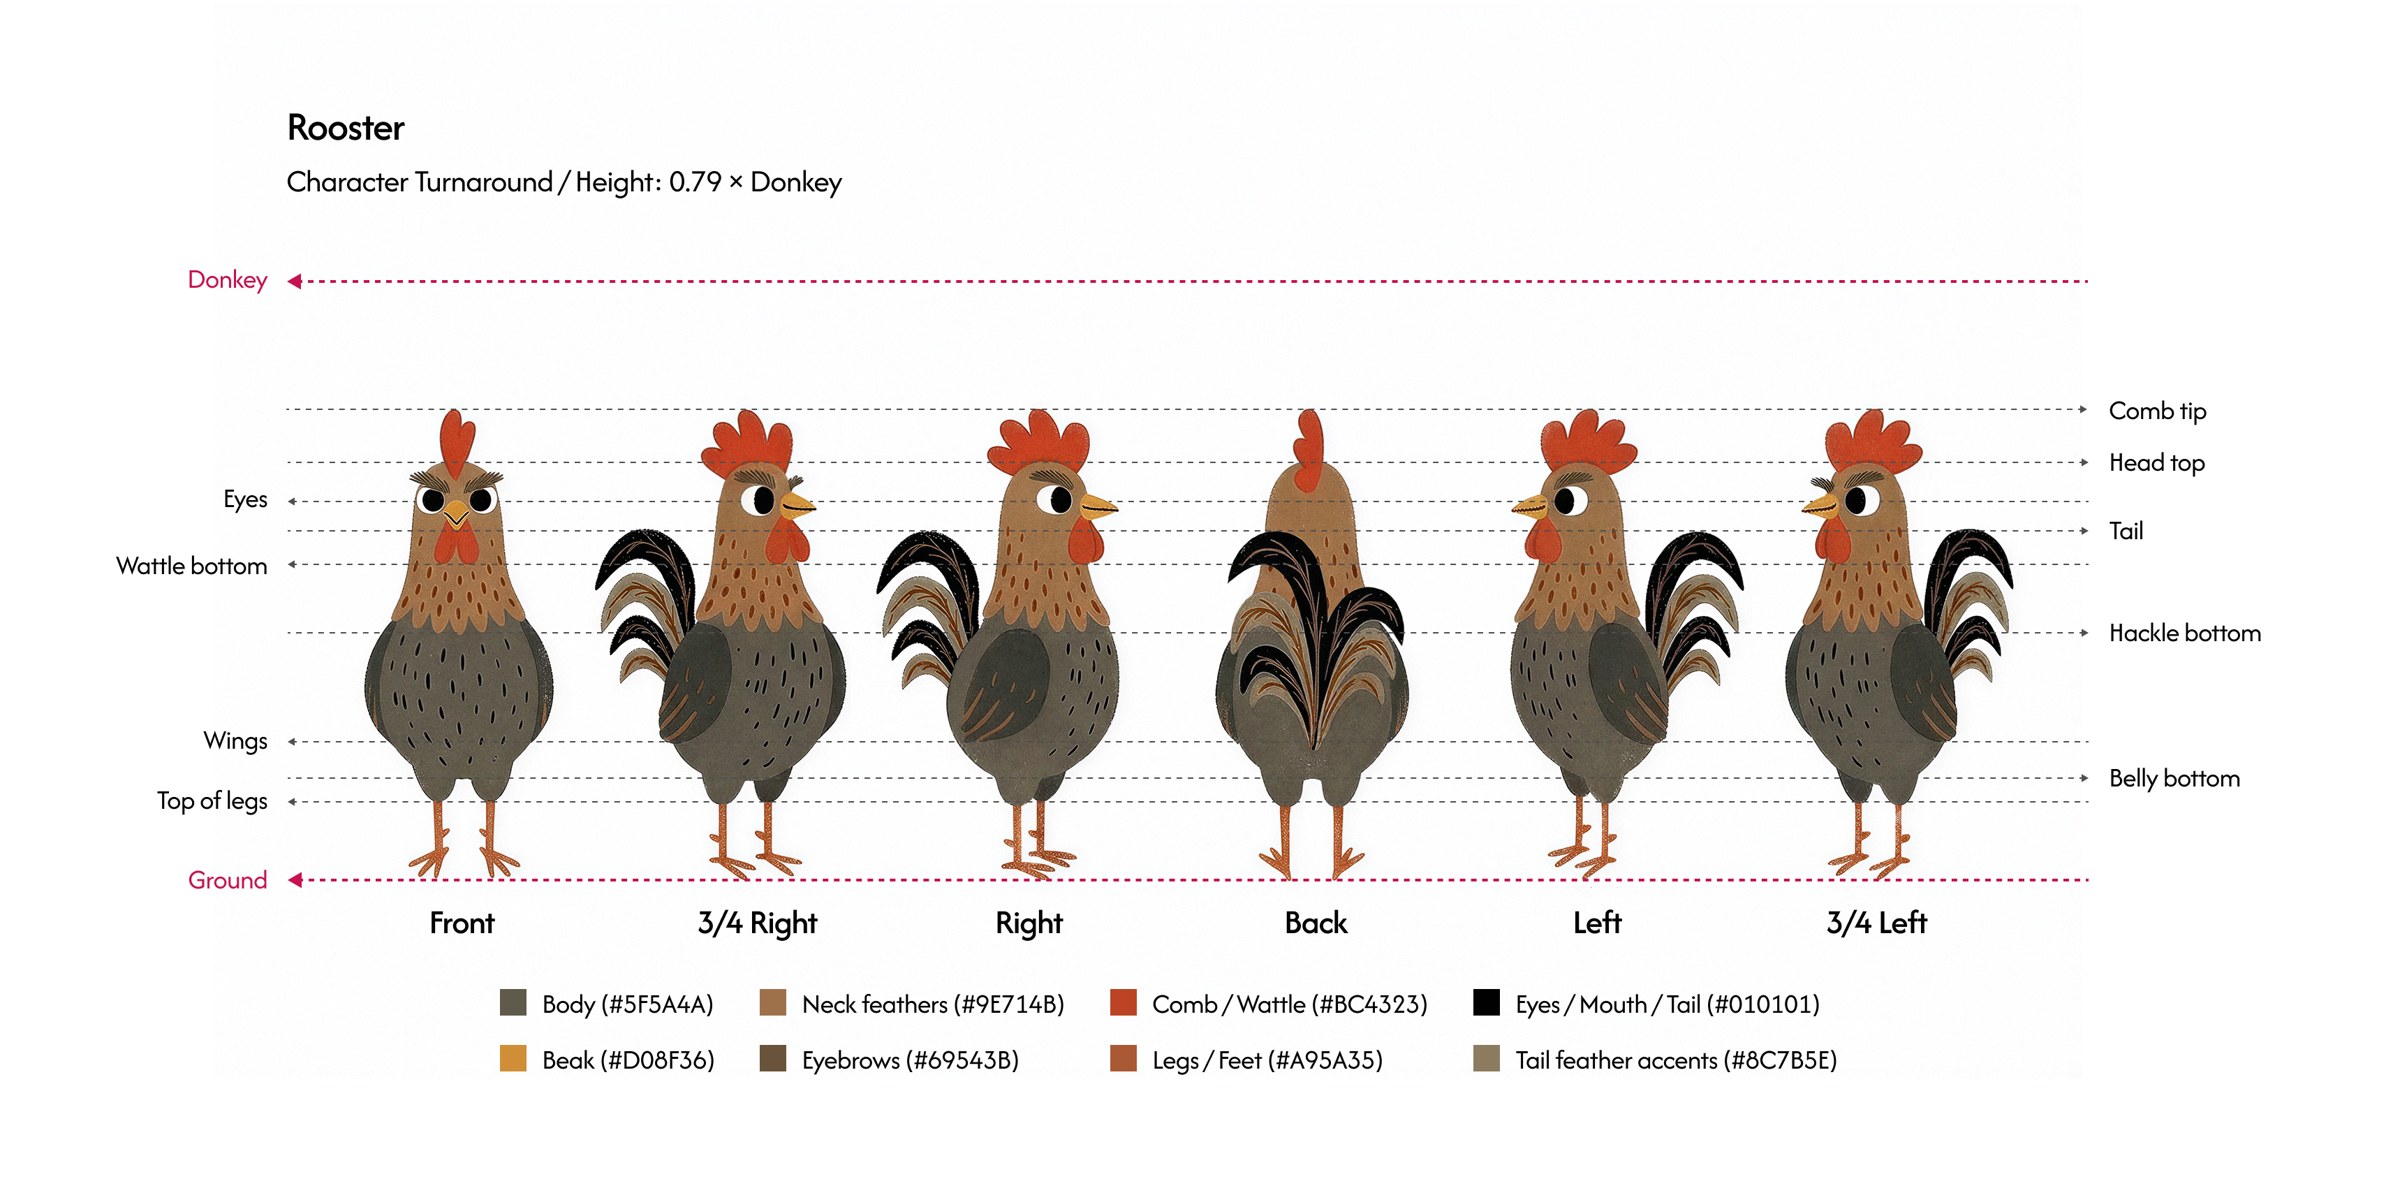 Rooster
Character Turnaround / Height: 0.79 × Donkey
Donkey
Comb tip
Head top
Eyes
Tail
Wattle bottom
Hackle bottom
Wings
Belly bottom
Top of legs
Ground
Front
3/4 Right
Right
Back
Left
3/4 Left
Body (#5F5A4A)
Neck feathers (#9E714B)
Comb / Wattle (#BC4323)
Eyes / Mouth / Tail (#010101)
Beak (#D08F36)
Eyebrows (#69543B)
Legs / Feet (#A95A35)
Tail feather accents (#8C7B5E)